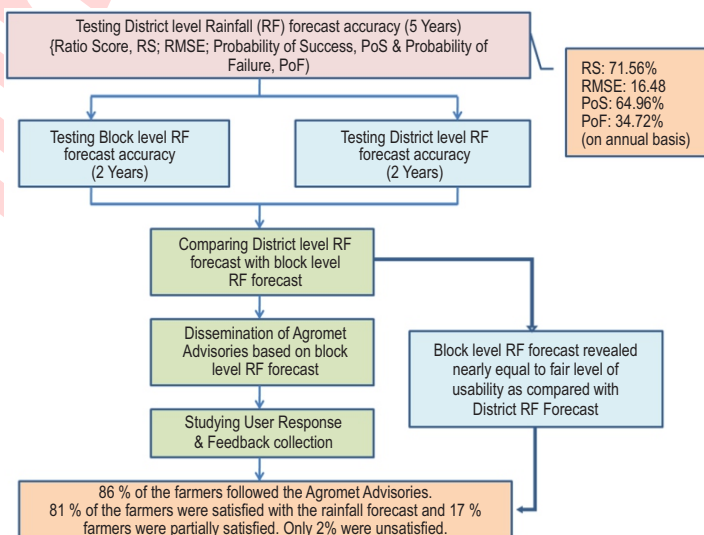 Testing District level Rainfall (RF) forecast accuracy (5 Years)
{Ratio Score, RS; RMSE; Probability of Success, PoS & Probability of
Failure, PoF)
RS: 71.56%
RMSE: 16.48
PoS: 64.96%
PoF: 34.72%
(on annual basis)
Testing Block level RF
forecast accuracy
(2 Years)
Testing District level RF
forecast accuracy
(2 Years)
Comparing District level RF
forecast with block level
RF forecast
Dissemination of Agromet
Advisories based on block
level RF forecast
Block level RF forecast revealed
nearly equal to fair level of
usability as compared with
District RF Forecast
Studying User Response
& Feedback collection
86 % of the farmers followed the Agromet Advisories.
81 % of the farmers were satisfied with the rainfall forecast and 17 %
farmers were partially satisfied. Only 2% were unsatisfied.